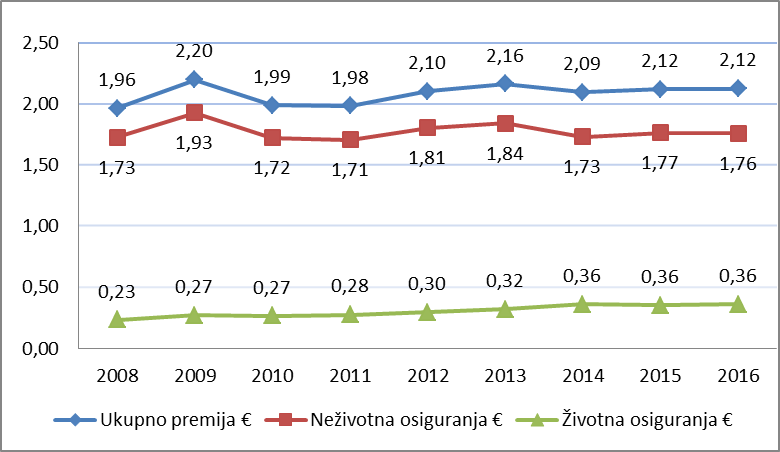 2,50
2,00
1,50
1,00
0,50
0,00
1,96 2,20 1,99 1,98 2,10 2,16 2,09 2,12 2,12
1,73 1,93 1,72 1,71 1,81 1,84 1,73 1,77 1,76
0,23 0,27 0,27 0,28 0,30 0,32 0,36 0,36 0,36
2008 2009 2010 2011 2012 2013 2014 2015 2016
Ukupno premija € Neživotna osiguranja € Životna osiguranja €